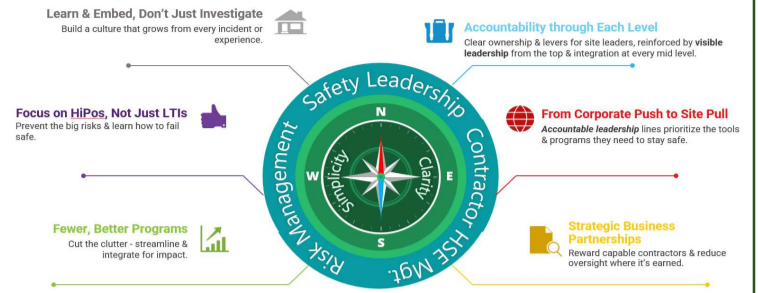 Learn & Embed, Don't Just Investigate
Build a culture that grows from every incident or
experience.
Accountability through Each Level
Clear ownership & levers for site leaders, reinforced by visible
leadership from the top & integration at every mid level.
Focus on HiPos, Not Just LTIs
Prevent the big risks & learn how to fail
safe.
From Corporate Push to Site Pull
Accountable leadership lines prioritize the tools
& programs they need to stay safe.
Fewer, Better Programs
Cut the clutter - streamline &
integrate for impact.
Strategic Business
Partnerships
Reward capable contractors & reduce
oversight where it's earned.
Safety Leadership
Contractor HSE Mgt.
Risk Management
N
E
S
W
Simplicity
Clarity